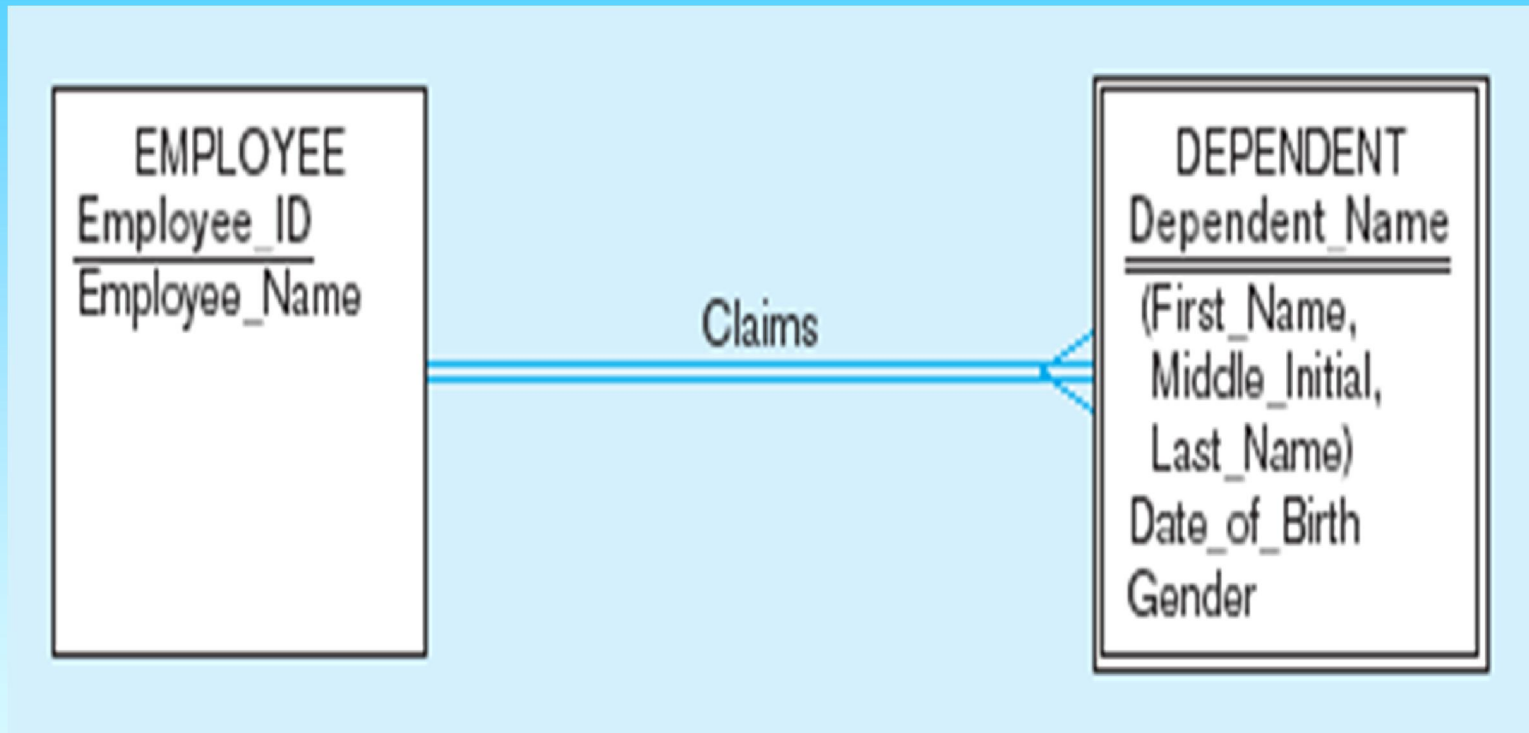 EMPLOYEE
Employee_ID
Employee_Name
Claims
DEPENDENT
Dependent_Name
(First_Name,
Middle_Initial,
Last_Name)
Date_of_Birth
Gender